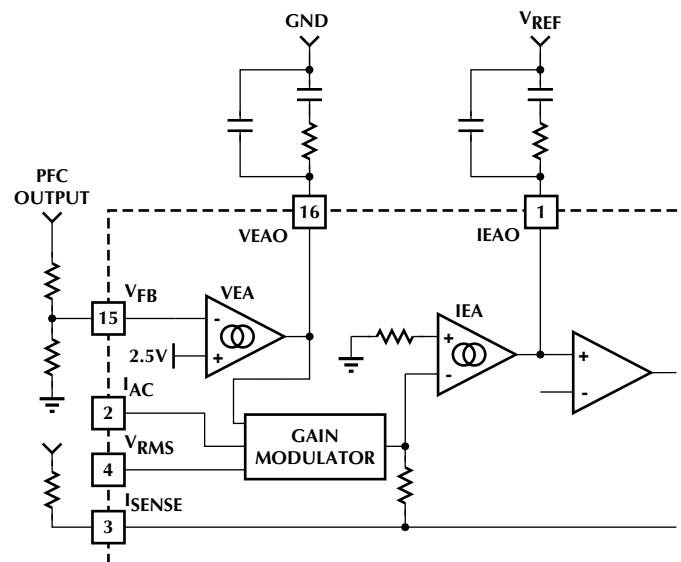 GND
VREF
PFC
OUTPUT
16
1
VEAO
IEAO
VFB
VEA
IEA
15
-
+
2.5V
+
-
+
-
IAC
2
GAIN
MODULATOR
VRMS
4
ISENSE
3